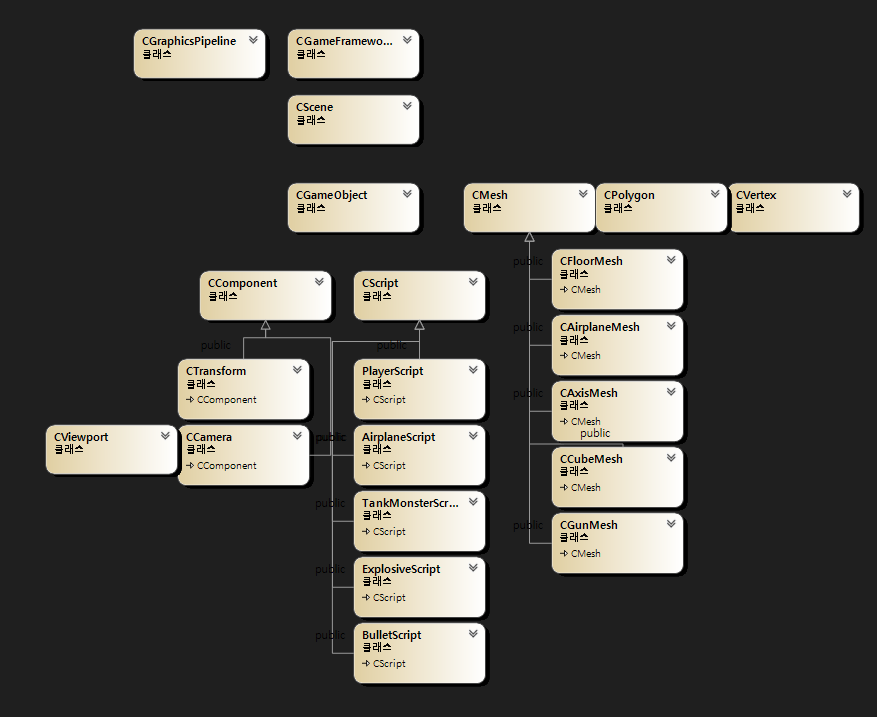 CGraphicsPipeline
클래스
CGameFramewo...
클래스
CScene
클래스
CGameObject
클래스
CMesh
클래스
CPolygon
클래스
CVertex
클래스
public
CFloorMesh
클래스
CMesh
CComponent
클래스
CScript
클래스
public
CAirplaneMesh
클래스
CMesh
public
public
CTransform
클래스
CComponent
PlayerScript
클래스
CScript
public
CAxisMesh
클래스
CMesh
public
CViewport
클래스
CCamera
클래스
CComponent
public
AirplaneScript
클래스
CScript
CCubeMesh
클래스
CMesh
public
TankMonsterScr...
클래스
CScript
public
CGunMesh
클래스
CMesh
public
ExplosiveScript
클래스
CScript
public
BulletScript
클래스
CScript